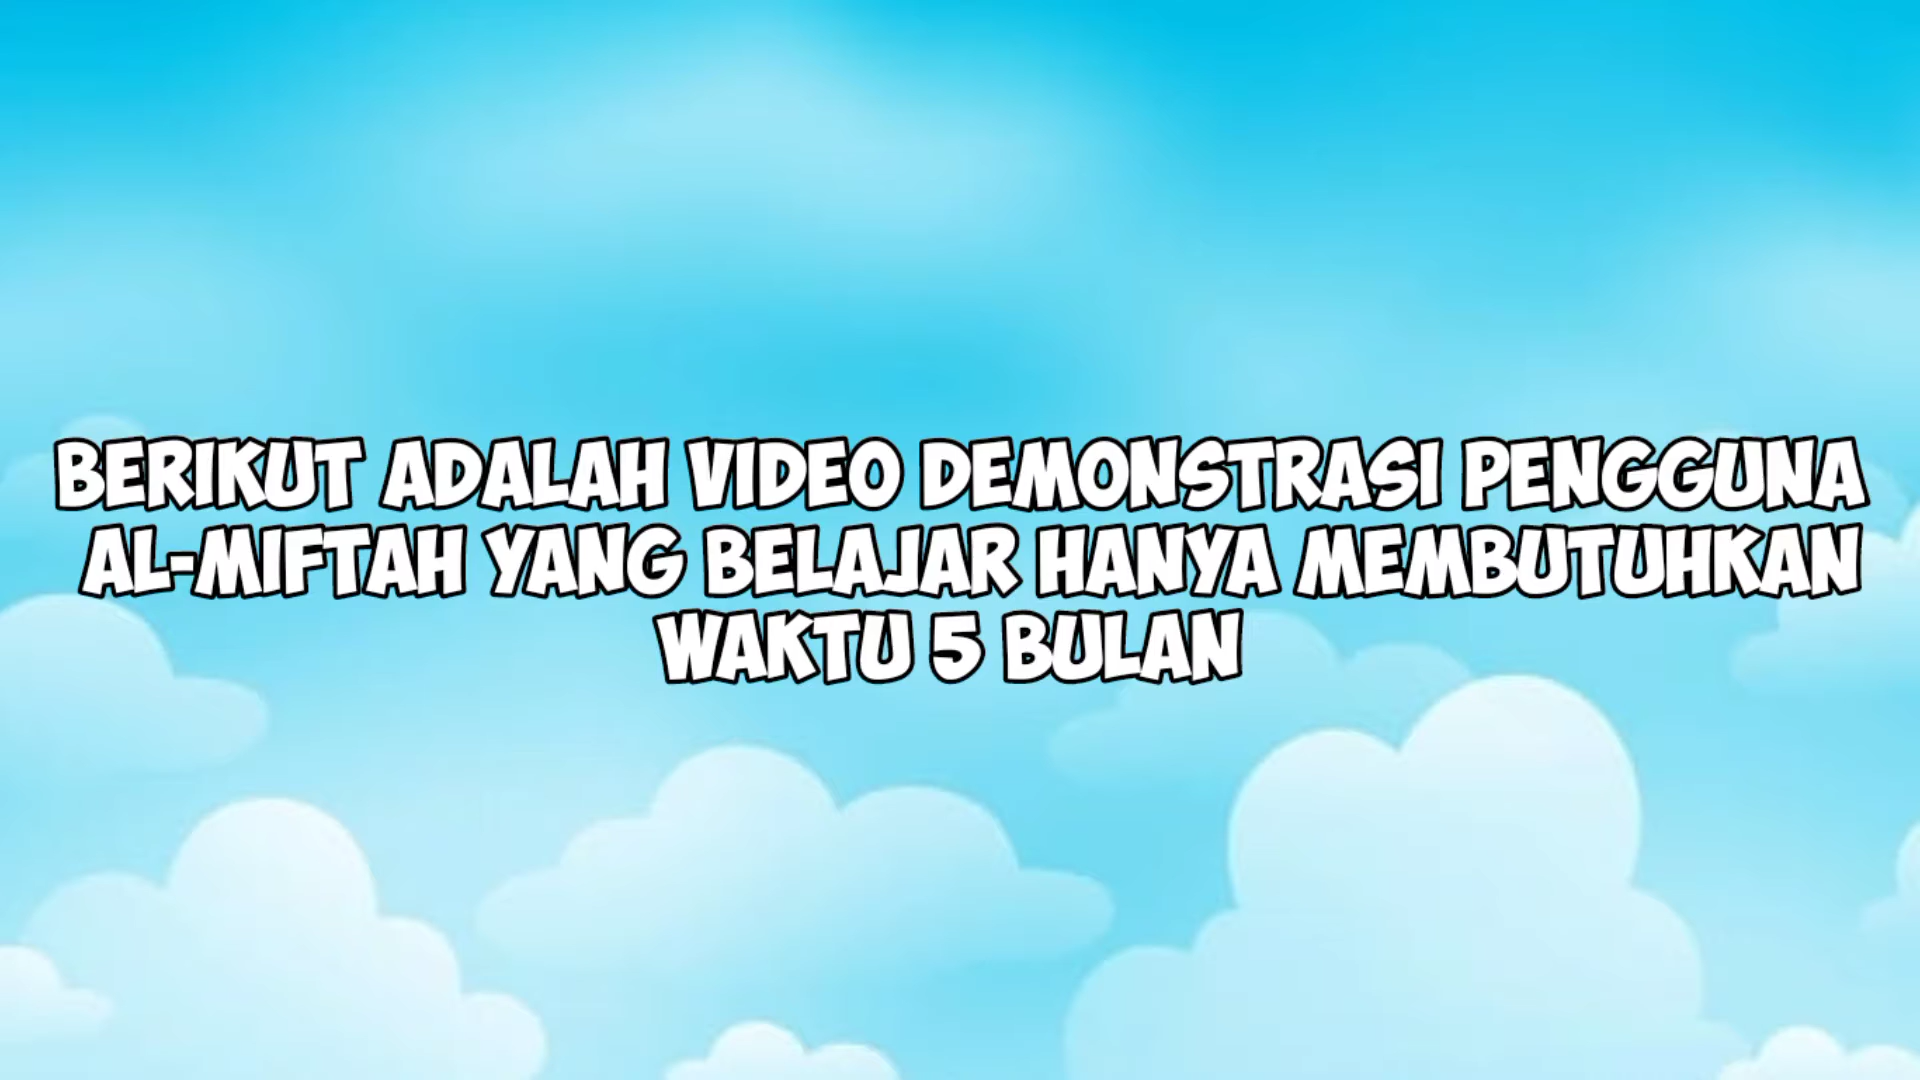 BERIKUT ADALAH VIDEO DEMONSTRASI PENGGUNA
AL-MIFTAH YANG BELAJAR HANYA MEMBUTUHKAN
WAKTU 5 BULAN